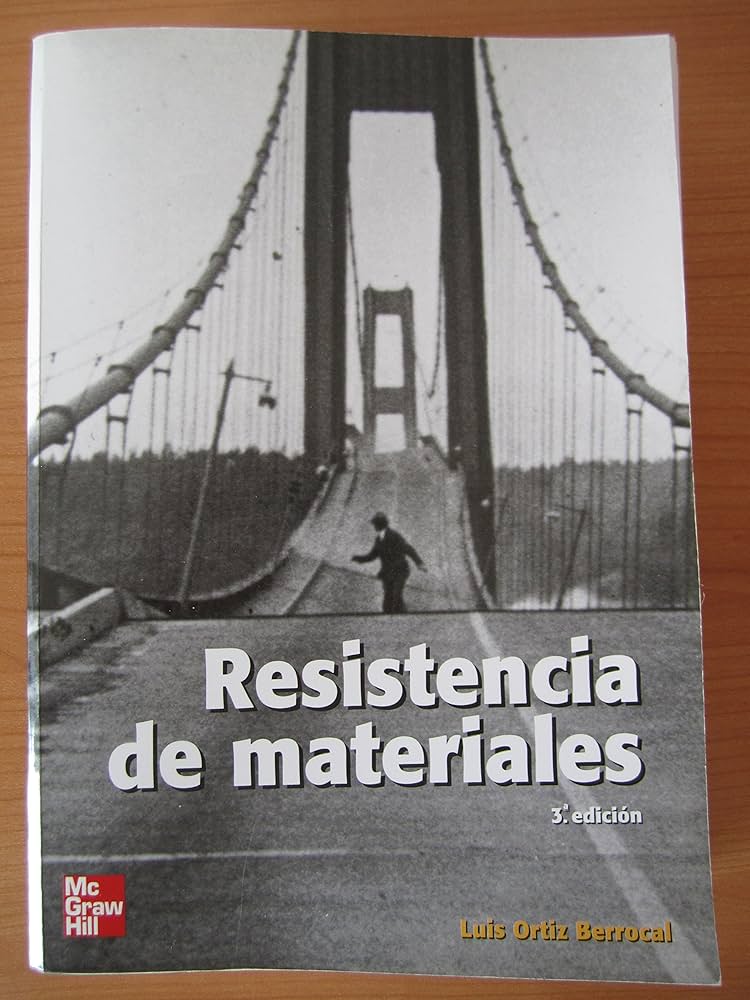 Resistencia
de materiales
3.ª edición
Mc
Graw
Hill
Luis Ortiz Berrocal